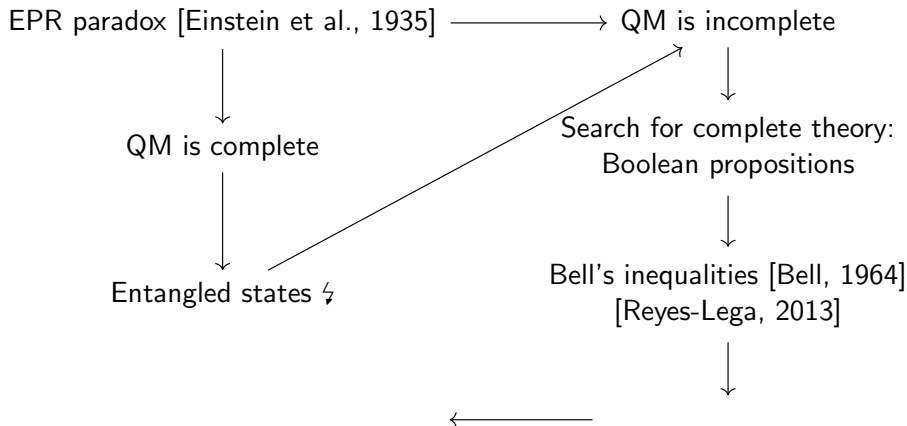 EPR paradox [Einstein et al., 1935]
QM is incomplete
QM is complete
Search for complete theory:
Boolean propositions
Entangled states ↯
Bell's inequalities [Bell, 1964]
[Reyes-Lega, 2013]